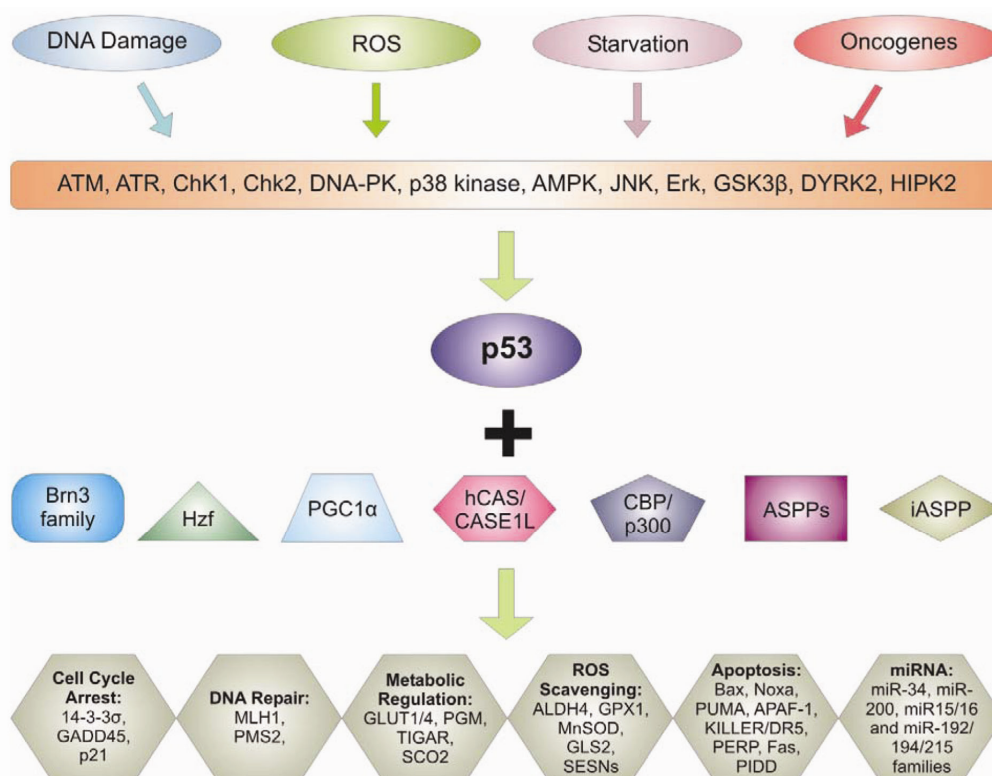 DNA Damage
ROS
Starvation
Oncogenes
ATM, ATR, ChK1, Chk2, DNA-PK, p38 kinase, AMPK, JNK, Erk, GSK3β, DYRK2, HIPK2
p53
+
Brn3
family
Hzf
PGC1α
hCAS/
CASE1L
CBP/
p300
ASPPs
iASPP
Cell Cycle
Arrest:
14-3-3σ,
GADD45,
p21
DNA Repair:
MLH1,
PMS2,
Metabolic
Regulation:
GLUT1/4, PGM,
TIGAR,
SCO2
ROS
Scavenging:
ALDH4, GPX1,
MnSOD,
GLS2,
SESNs
Apoptosis:
Bax, Noxa,
PUMA, APAF-1,
KILLER/DR5,
PERP, Fas,
PIDD
miRNA:
miR-34, miR-
200, miR15/16
and miR-192/
194/215
families